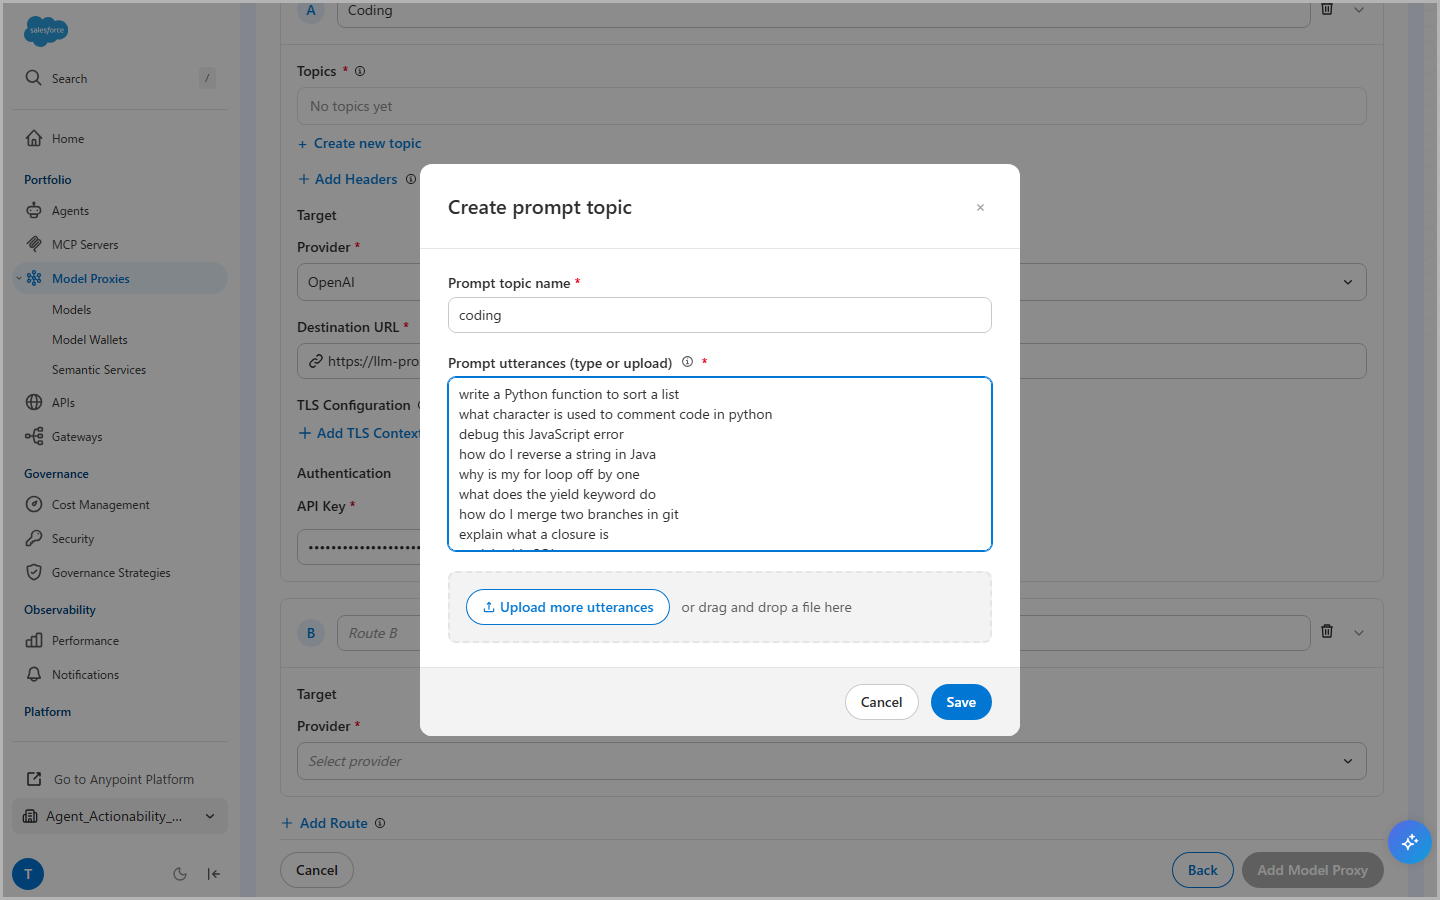 salesforce
Search
/
Home
Portfolio
Agents
MCP Servers
Model Proxies
Models
Model Wallets
Semantic Services
APIs
Gateways
Governance
Cost Management
Security
Governance Strategies
Observability
Performance
Notifications
Platform
Go to Anypoint Platform
Agent_Actionability_...
T
A
Coding
Topics *
No topics yet
+ Create new topic
+ Add Headers
Target
Provider *
OpenAI
Destination URL *
https://llm-pro
TLS Configuration
+ Add TLS Context
Authentication
API Key *
••••••••••••••••••••
B
Route B
Target
Provider *
Select provider
+ Add Route
Cancel
Back
Add Model Proxy
Create prompt topic
×
Prompt topic name *
coding
Prompt utterances (type or upload) *
write a Python function to sort a list
what character is used to comment code in python
debug this JavaScript error
how do I reverse a string in Java
why is my for loop off by one
what does the yield keyword do
how do I merge two branches in git
explain what a closure is
Upload more utterances
or drag and drop a file here
Cancel
Save